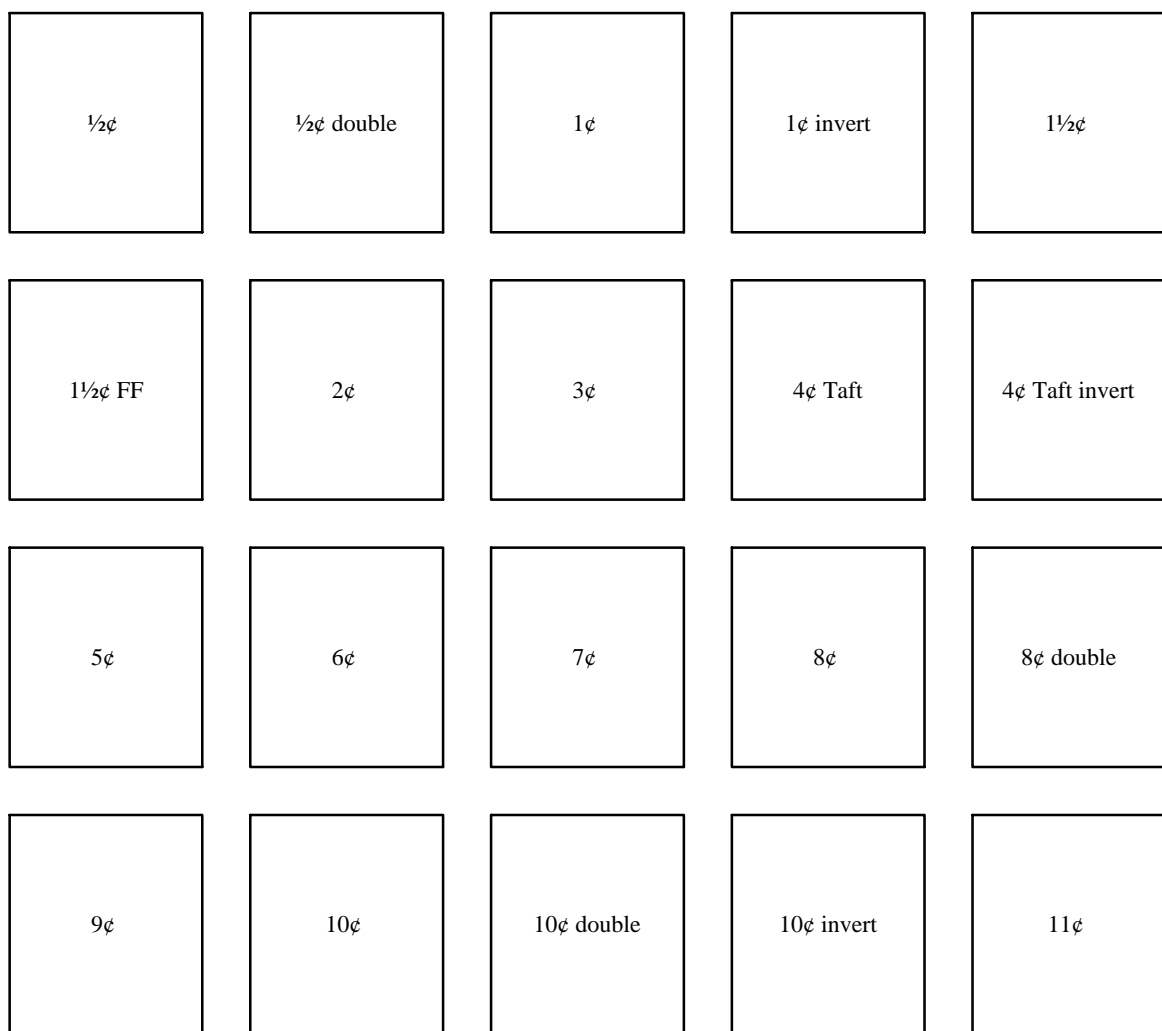 ½¢
½¢ double
1¢
1¢ invert
1½¢
1½¢ FF
2¢
3¢
4¢ Taft
4¢ Taft invert
5¢
6¢
7¢
8¢
8¢ double
9¢
10¢
10¢ double
10¢ invert
11¢